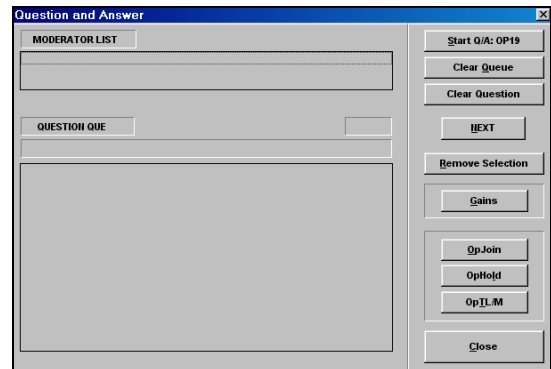 Question and Answer
MODERATOR LIST
QUESTION QUE
Start Q/A: OP19
Clear Queue
Clear Question
NEXT
Remove Selection
Gains
OpJoin
OpHold
OpTL/M
Close